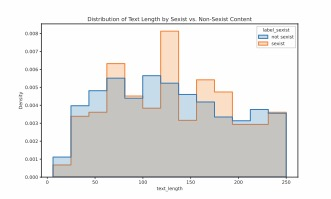 Distribution of Text Length by Sexist vs. Non-Sexist Content
label_sexist
not sexist
sexist
0.008
0.007
0.006
0.005
0.004
0.003
0.002
0.001
0.000
Density
0 50 100 150 200 250
text_length